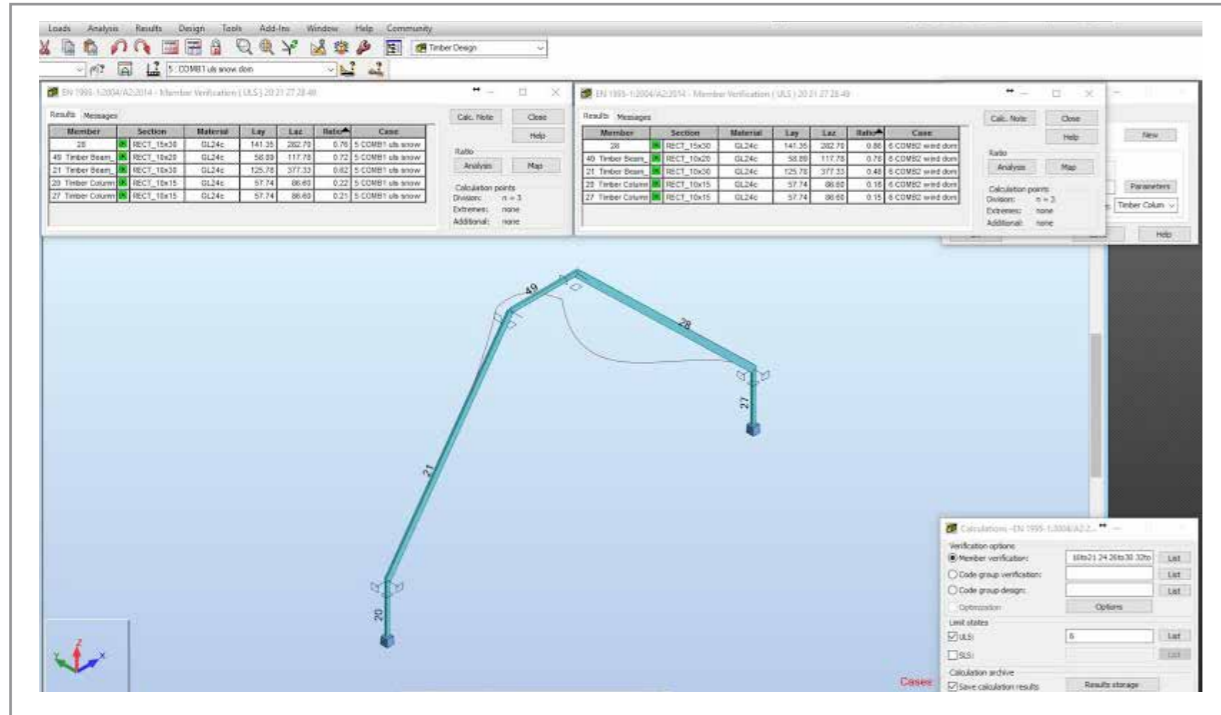 Loads Analysis Results Design Tools Add-Ins Window Help Community
Timber Design
5 : COMB1 uls snow dom
EN 1995-1:2004/A2:2014 - Member Verification ( ULS ) 20 21 27 28 49
Results Messages
Member Section Material Lay Laz Ratio Case
28 RECT_15x30 GL24c 141.35 282.70 0.76 5 COMB1 uls snow
49 Timber Beam_ RECT_10x20 GL24c 58.89 117.78 0.72 5 COMB1 uls snow
21 Timber Beam_ RECT_10x30 GL24c 125.78 377.33 0.62 5 COMB1 uls snow
20 Timber Column RECT_10x15 GL24c 57.74 86.60 0.22 5 COMB1 uls snow
27 Timber Column RECT_10x15 GL24c 57.74 86.60 0.21 5 COMB1 uls snow
Calc. Note Close
Help
Ratio
Analysis Map
Calculation points
Division: n = 3
Extremes: none
Additional: none
EN 1995-1:2004/A2:2014 - Member Verification ( ULS ) 20 21 27 28 49
Results Messages
Member Section Material Lay Laz Ratio Case
28 RECT_15x30 GL24c 141.35 282.70 0.86 6 COMB2 wind dom
49 Timber Beam_ RECT_10x20 GL24c 58.89 117.78 0.78 6 COMB2 wind dom
21 Timber Beam_ RECT_10x30 GL24c 125.78 377.33 0.48 6 COMB2 wind dom
20 Timber Column RECT_10x15 GL24c 57.74 86.60 0.18 6 COMB2 wind dom
27 Timber Column RECT_10x15 GL24c 57.74 86.60 0.15 6 COMB2 wind dom
Calc. Note Close
Help
Ratio
Analysis Map
Calculation points
Division: n = 3
Extremes: none
Additional: none
New
Parameters
Timber Colum
Help
49
28
27
21
20
Z
Y
X
Cases
Calculations - EN 1995-1:2004/A2:2...
Verification options
Member verification: List
Code group verification: List
Code group design: List
Optimization Options
Limit states
ULS: 6 List
SLS: List
Calculation archive
Save calculation results Results storage